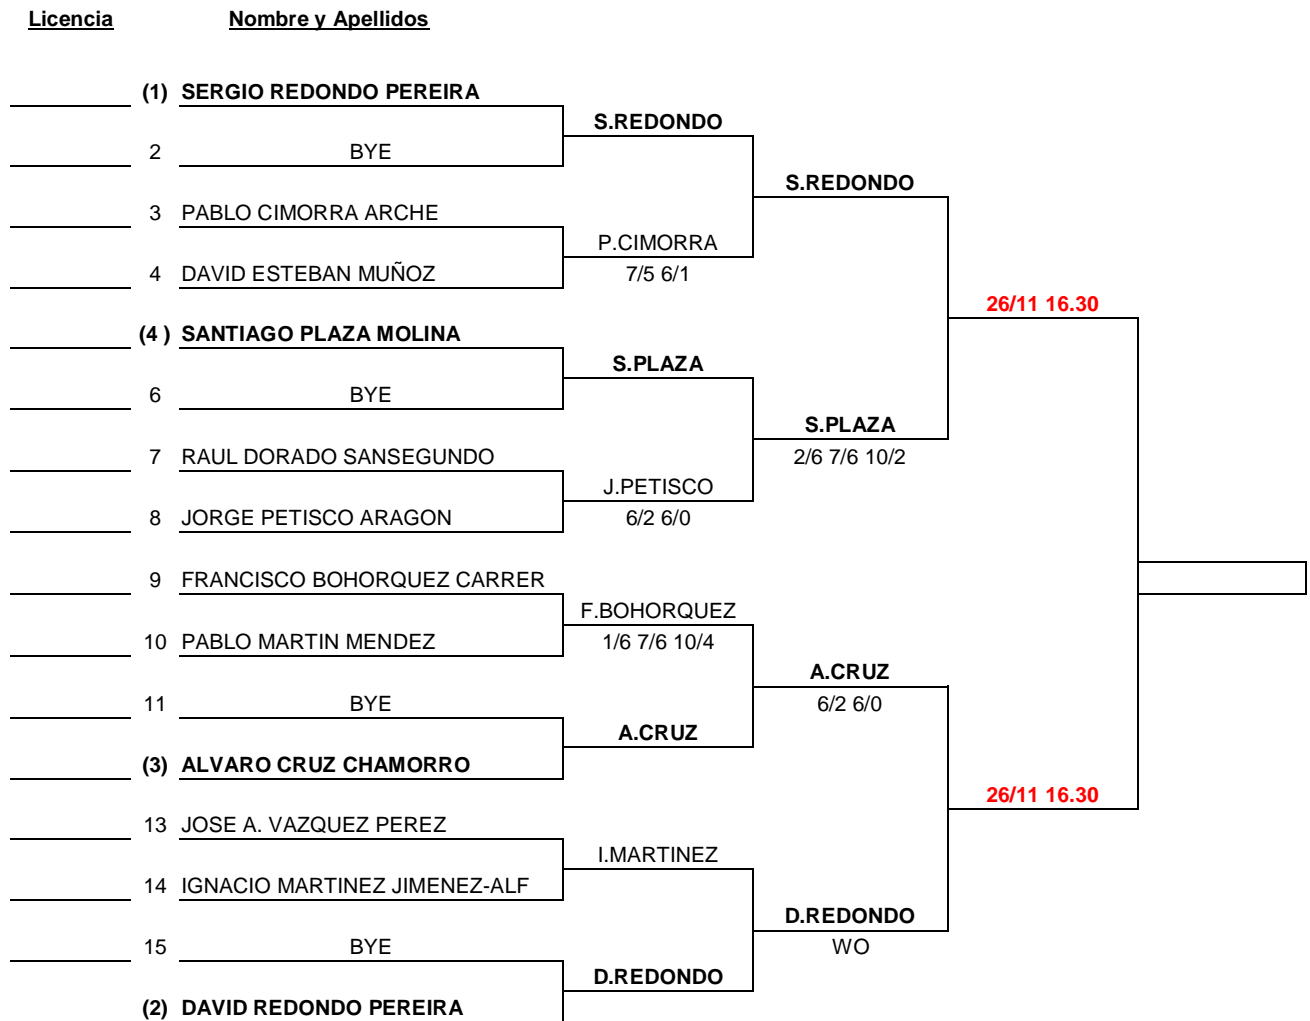 Licencia Nombre y Apellidos
(1) SERGIO REDONDO PEREIRA
S.REDONDO
2 BYE
S.REDONDO
3 PABLO CIMORRA ARCHE
P.CIMORRA
4 DAVID ESTEBAN MUÑOZ 7/5 6/1
26/11 16.30
(4 ) SANTIAGO PLAZA MOLINA
S.PLAZA
6 BYE
S.PLAZA
7 RAUL DORADO SANSEGUNDO 2/6 7/6 10/2
J.PETISCO
8 JORGE PETISCO ARAGON 6/2 6/0
9 FRANCISCO BOHORQUEZ CARRER
F.BOHORQUEZ
10 PABLO MARTIN MENDEZ 1/6 7/6 10/4
A.CRUZ
11 BYE 6/2 6/0
A.CRUZ
(3) ALVARO CRUZ CHAMORRO
26/11 16.30
13 JOSE A. VAZQUEZ PEREZ
I.MARTINEZ
14 IGNACIO MARTINEZ JIMENEZ-ALF
D.REDONDO
15 BYE WO
D.REDONDO
(2) DAVID REDONDO PEREIRA